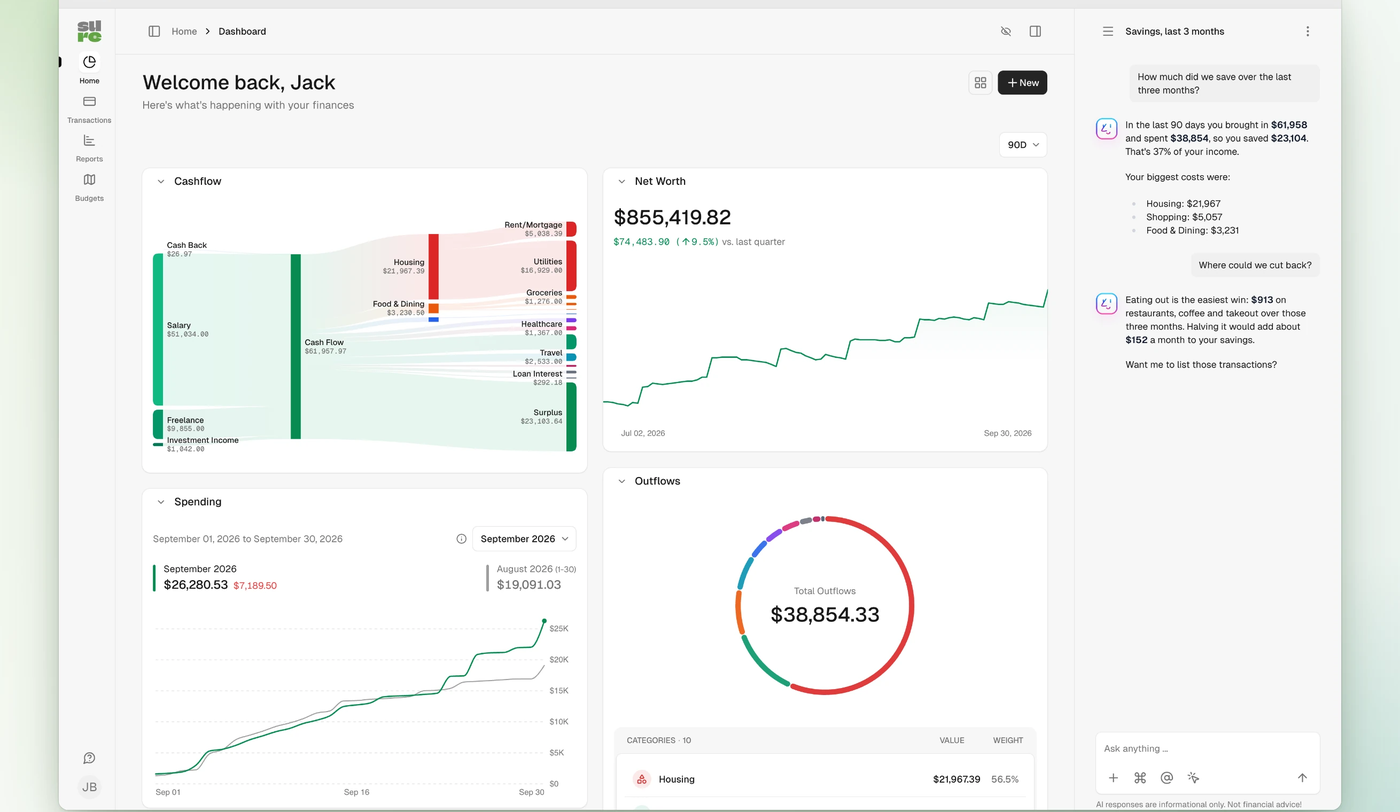 sure
Home
Transactions
Reports
Budgets
JB
Home
Dashboard
Welcome back, Jack
Here's what's happening with your finances
New
90D
Cashflow
Cash Back
$26.97
Salary
$51,034.00
Freelance
$9,855.00
Investment Income
$1,042.00
Cash Flow
$61,957.97
Housing
$21,967.39
Food & Dining
$3,230.50
Rent/Mortgage
$5,038.39
Utilities
$16,929.00
Groceries
$1,276.00
Healthcare
$1,367.00
Travel
$2,533.00
Loan Interest
$292.18
Surplus
$23,103.64
Net Worth
$855,419.82
$74,483.90 (↑9.5%) vs. last quarter
Jul 02, 2026
Sep 30, 2026
Spending
September 01, 2026 to September 30, 2026
September 2026
September 2026
$26,280.53 $7,189.50
August 2026 (1-30)
$19,091.03
$25K
$20K
$15K
$10K
$5K
$0
Sep 01
Sep 16
Sep 30
Outflows
Total Outflows
$38,854.33
CATEGORIES · 10
VALUE
WEIGHT
Housing
$21,967.39
56.5%
Savings, last 3 months
How much did we save over the last
three months?
In the last 90 days you brought in $61,958
and spent $38,854, so you saved $23,104.
That's 37% of your income.
Your biggest costs were:
Housing: $21,967
Shopping: $5,057
Food & Dining: $3,231
Where could we cut back?
Eating out is the easiest win: $913 on
restaurants, coffee and takeout over those
three months. Halving it would add about
$152 a month to your savings.
Want me to list those transactions?
Ask anything ...
AI responses are informational only. Not financial advice!